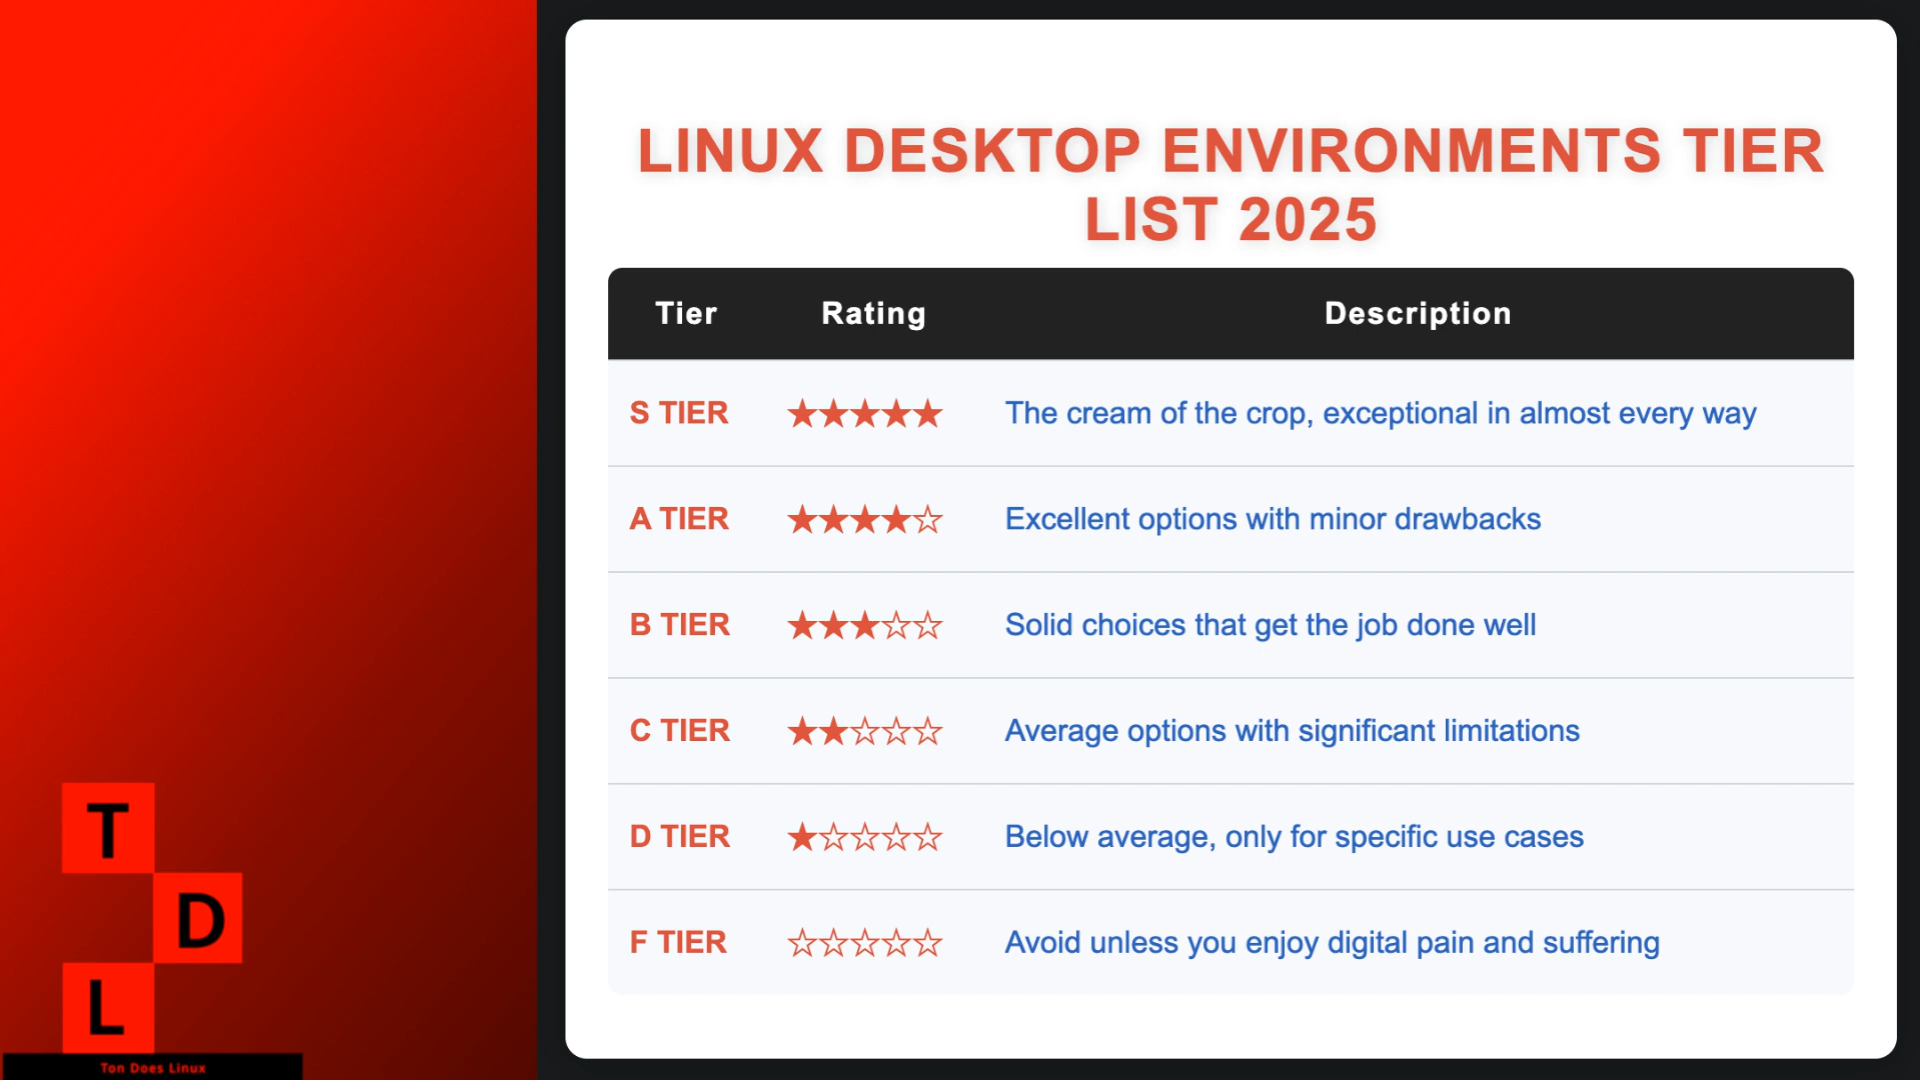 LINUX DESKTOP ENVIRONMENTS TIER
LIST 2025
Tier Rating Description
S TIER ★★★★★ The cream of the crop, exceptional in almost every way
A TIER ★★★★☆ Excellent options with minor drawbacks
B TIER ★★★☆☆ Solid choices that get the job done well
C TIER ★★☆☆☆ Average options with significant limitations
D TIER ★☆☆☆☆ Below average, only for specific use cases
F TIER ☆☆☆☆☆ Avoid unless you enjoy digital pain and suffering
T
D
L
Ton Does Linux